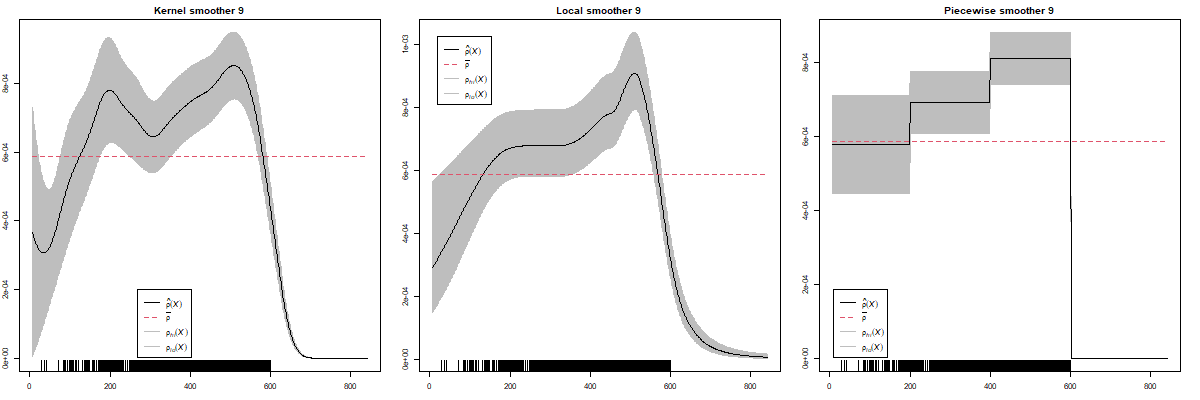 Kernel smoother 9
8e-04
6e-04
4e-04
2e-04
0e+00
ρ̂(X)
ρ̅
ρhi(X)
ρlo(X)
0
200
400
600
800
Local smoother 9
1e-03
8e-04
6e-04
4e-04
2e-04
0e+00
ρ̂(X)
ρ̅
ρhi(X)
ρlo(X)
0
200
400
600
800
Piecewise smoother 9
8e-04
6e-04
4e-04
2e-04
0e+00
ρ̂(X)
ρ̅
ρhi(X)
ρlo(X)
0
200
400
600
800